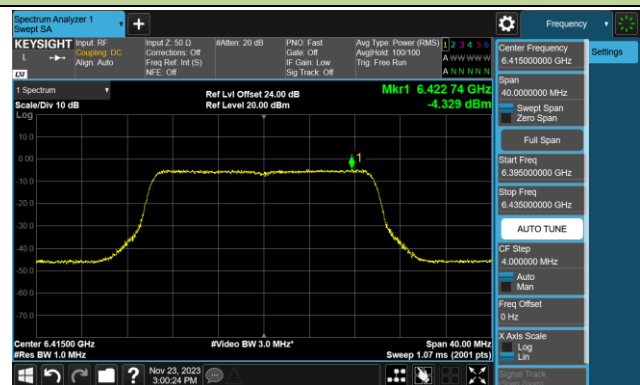 Spectrum Analyzer 1
Swept SA
+
Frequency
KEYSIGHT
L
LXI
Input: RF
Coupling: DC
Align: Auto
Input Z: 50 Ω
Corrections: Off
Freq Ref: Int (S)
NFE: Off
#Atten: 20 dB
PNO: Fast
Gate: Off
IF Gain: Low
Sig Track: Off
Avg Type: Power (RMS)
Avg|Hold: 100/100
Trig: Free Run
1 2 3 4 5 6
A W W W W W
A N N N N N
Center Frequency
6.415000000 GHz
Settings
Span
40.0000000 MHz
Swept Span
Zero Span
Full Span
Start Freq
6.395000000 GHz
Stop Freq
6.435000000 GHz
AUTO TUNE
CF Step
4.000000 MHz
Auto
Man
Freq Offset
0 Hz
X Axis Scale
Log
Lin
Signal Track
(Span Zoom)
1 Spectrum
Scale/Div 10 dB
Log
Ref Lvl Offset 24.00 dB
Ref Level 20.00 dBm
Mkr1 6.422 74 GHz
-4.329 dBm
1
10.0
0.00
-10.0
-20.0
-30.0
-40.0
-50.0
-60.0
-70.0
Center 6.41500 GHz
#Res BW 1.0 MHz
#Video BW 3.0 MHz*
Span 40.00 MHz
Sweep 1.07 ms (2001 pts)
?
Nov 23, 2023
3:00:24 PM